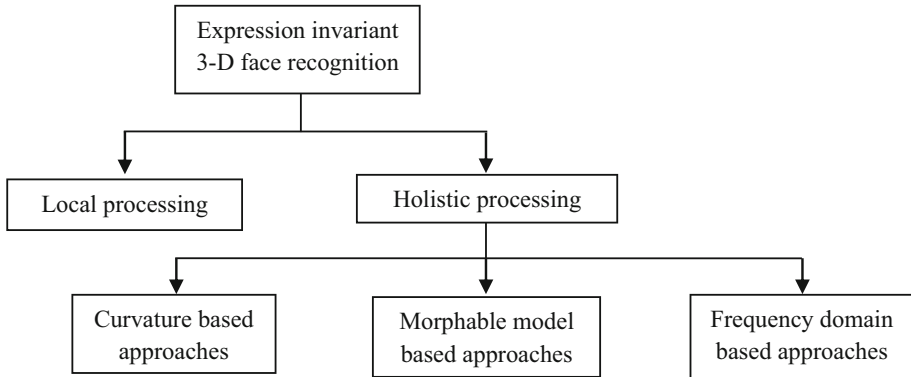 Expression invariant
3-D face recognition
Local processing
Holistic processing
Curvature based
approaches
Morphable model
based approaches
Frequency domain
based approaches